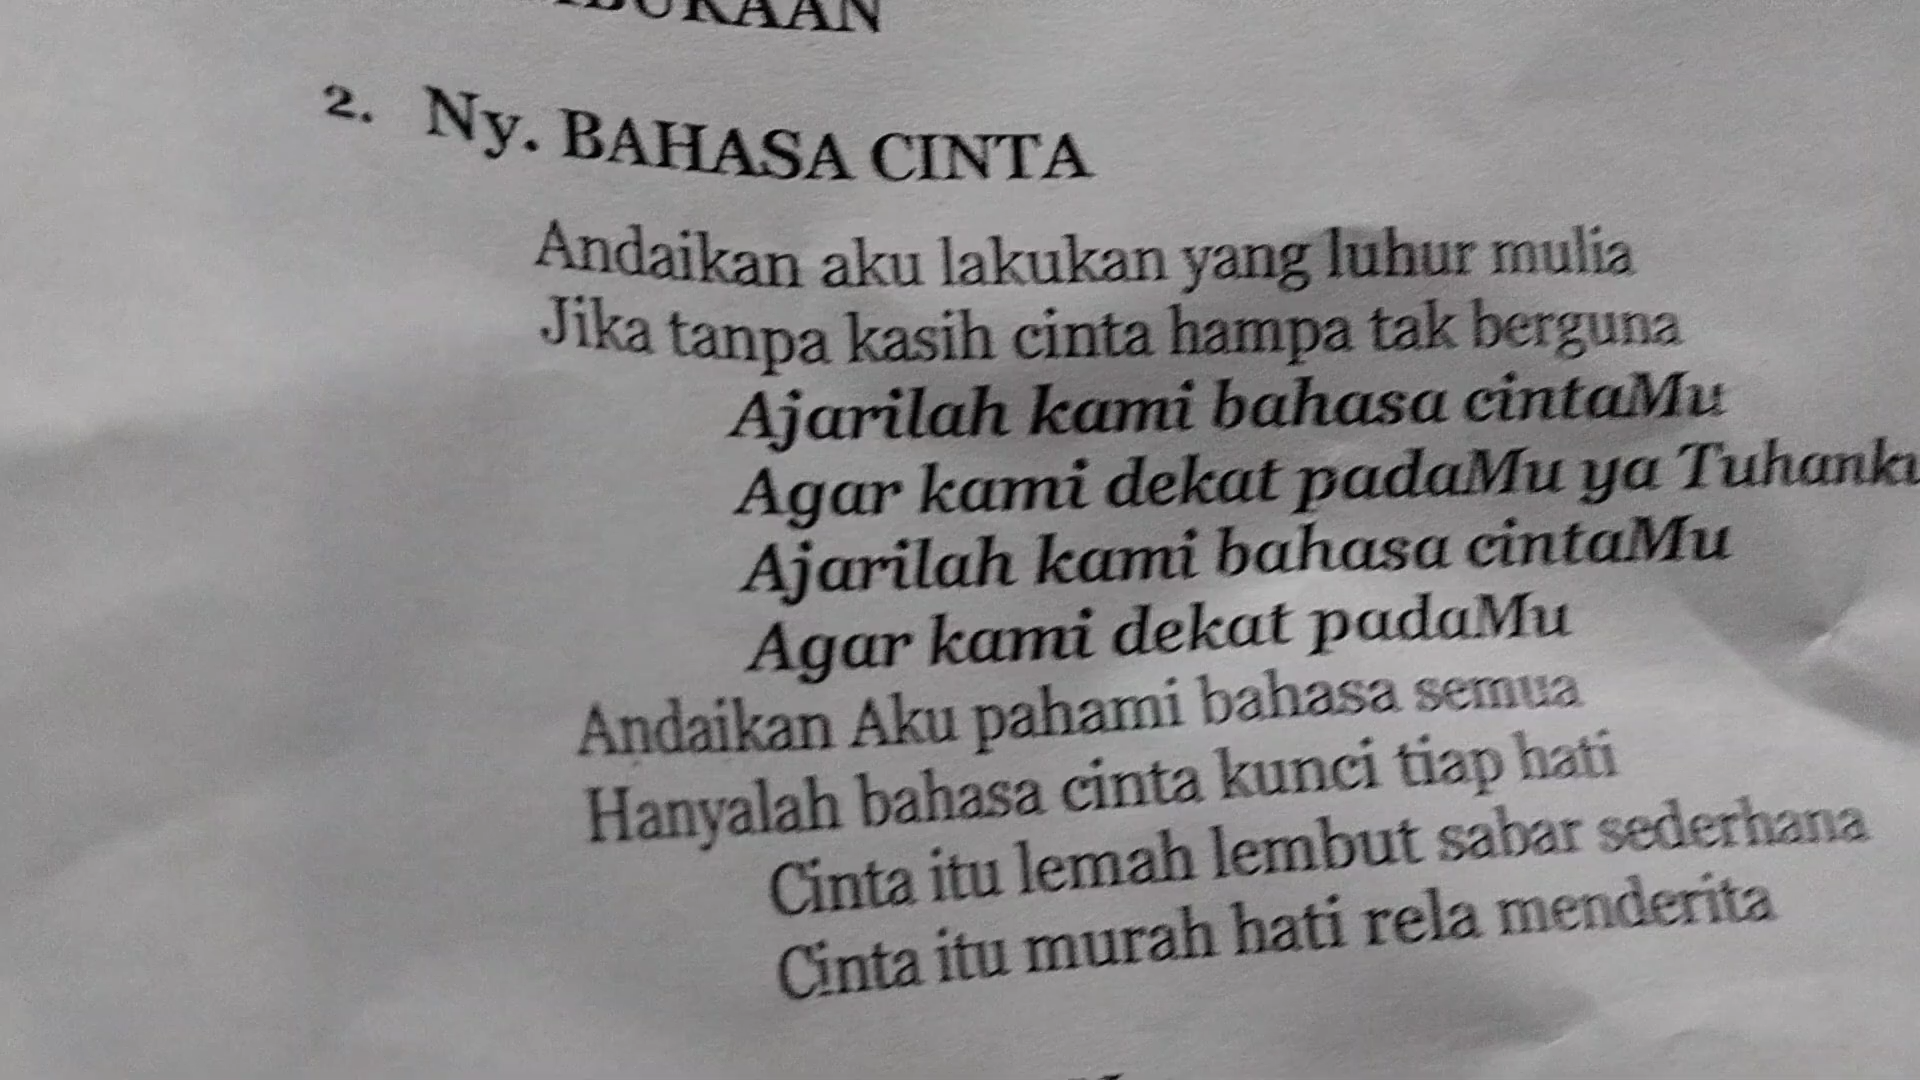 2. Ny. BAHASA CINTA
Andaikan aku lakukan yang luhur mulia
Jika tanpa kasih cinta hampa tak berguna
Ajarilah kami bahasa cintaMu
Agar kami dekat padaMu ya Tuhanku
Ajarilah kami bahasa cintaMu
Agar kami dekat padaMu
Andaikan Aku pahami bahasa semua
Hanyalah bahasa cinta kunci tiap hati
Cinta itu lemah lembut sabar sederhana
Cinta itu murah hati rela menderita